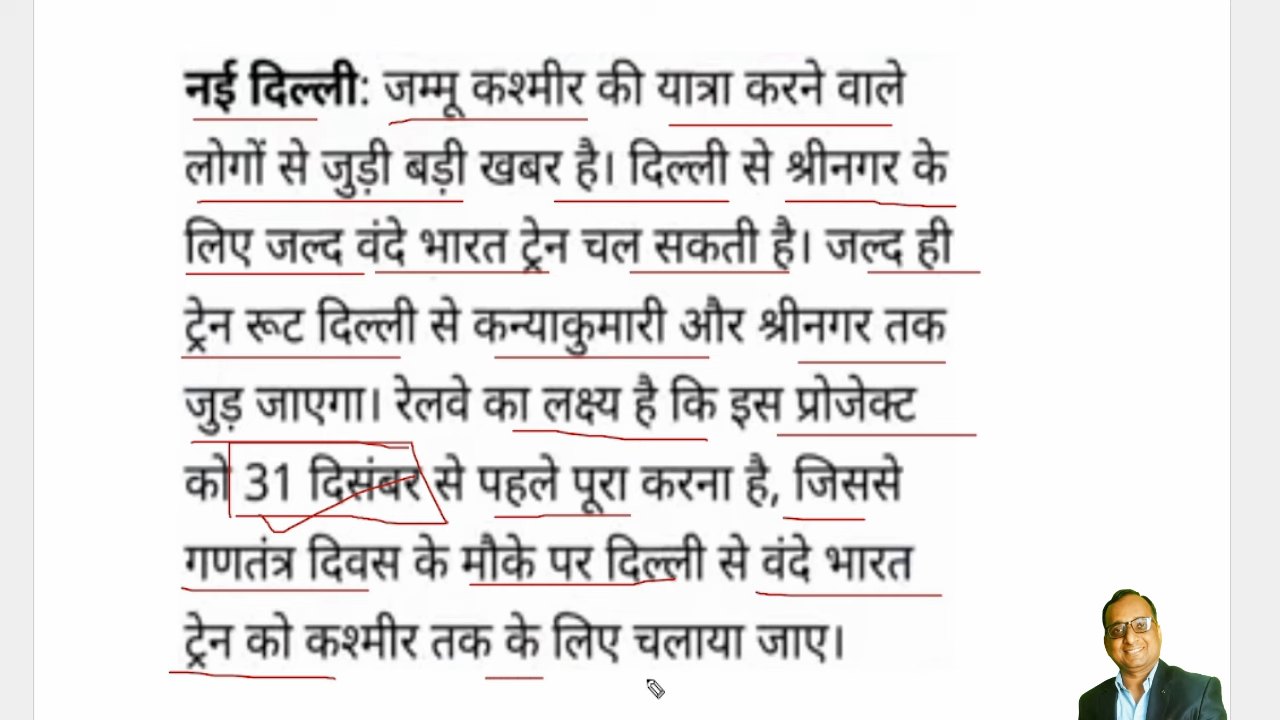 नई दिल्ली: जम्मू कश्मीर की यात्रा करने वाले
लोगों से जुड़ी बड़ी खबर है। दिल्ली से श्रीनगर के
लिए जल्द वंदे भारत ट्रेन चल सकती है। जल्द ही
ट्रेन रूट दिल्ली से कन्याकुमारी और श्रीनगर तक
जुड़ जाएगा। रेलवे का लक्ष्य है कि इस प्रोजेक्ट
को 31 दिसंबर से पहले पूरा करना है, जिससे
गणतंत्र दिवस के मौके पर दिल्ली से वंदे भारत
ट्रेन को कश्मीर तक के लिए चलाया जाए।